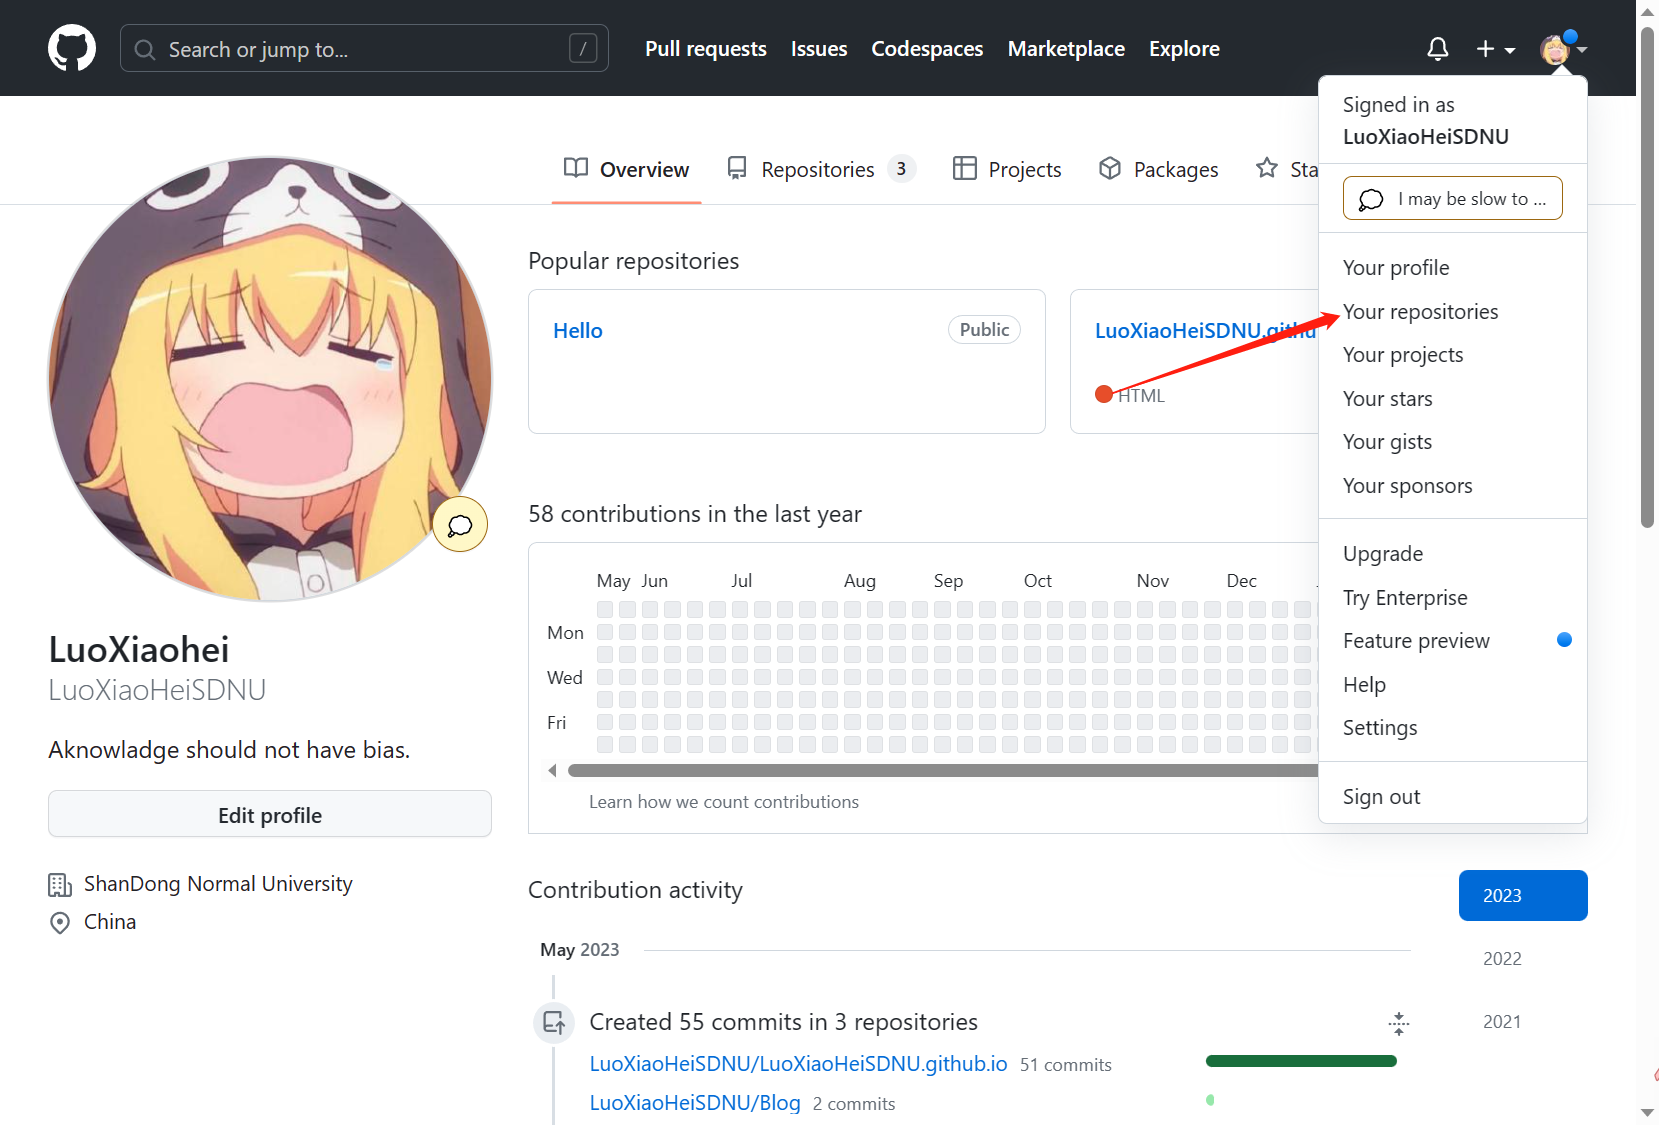 Search or jump to...
/
Pull requests Issues Codespaces Marketplace Explore
Signed in as
LuoXiaoHeiSDNU
I may be slow to ...
Your profile
Your repositories
Your projects
Your stars
Your gists
Your sponsors
Upgrade
Try Enterprise
Feature preview
Help
Settings
Sign out
Overview Repositories 3 Projects Packages Sta
Popular repositories
Hello Public
LuoXiaoHeiSDNU.githu
HTML
58 contributions in the last year
May Jun Jul Aug Sep Oct Nov Dec
Mon
Wed
Fri
Learn how we count contributions
LuoXiaohei
LuoXiaoHeiSDNU
Aknowladge should not have bias.
Edit profile
ShanDong Normal University
China
Contribution activity
2023
2022
2021
May 2023
Created 55 commits in 3 repositories
LuoXiaoHeiSDNU/LuoXiaoHeiSDNU.github.io 51 commits
LuoXiaoHeiSDNU/Blog 2 commits